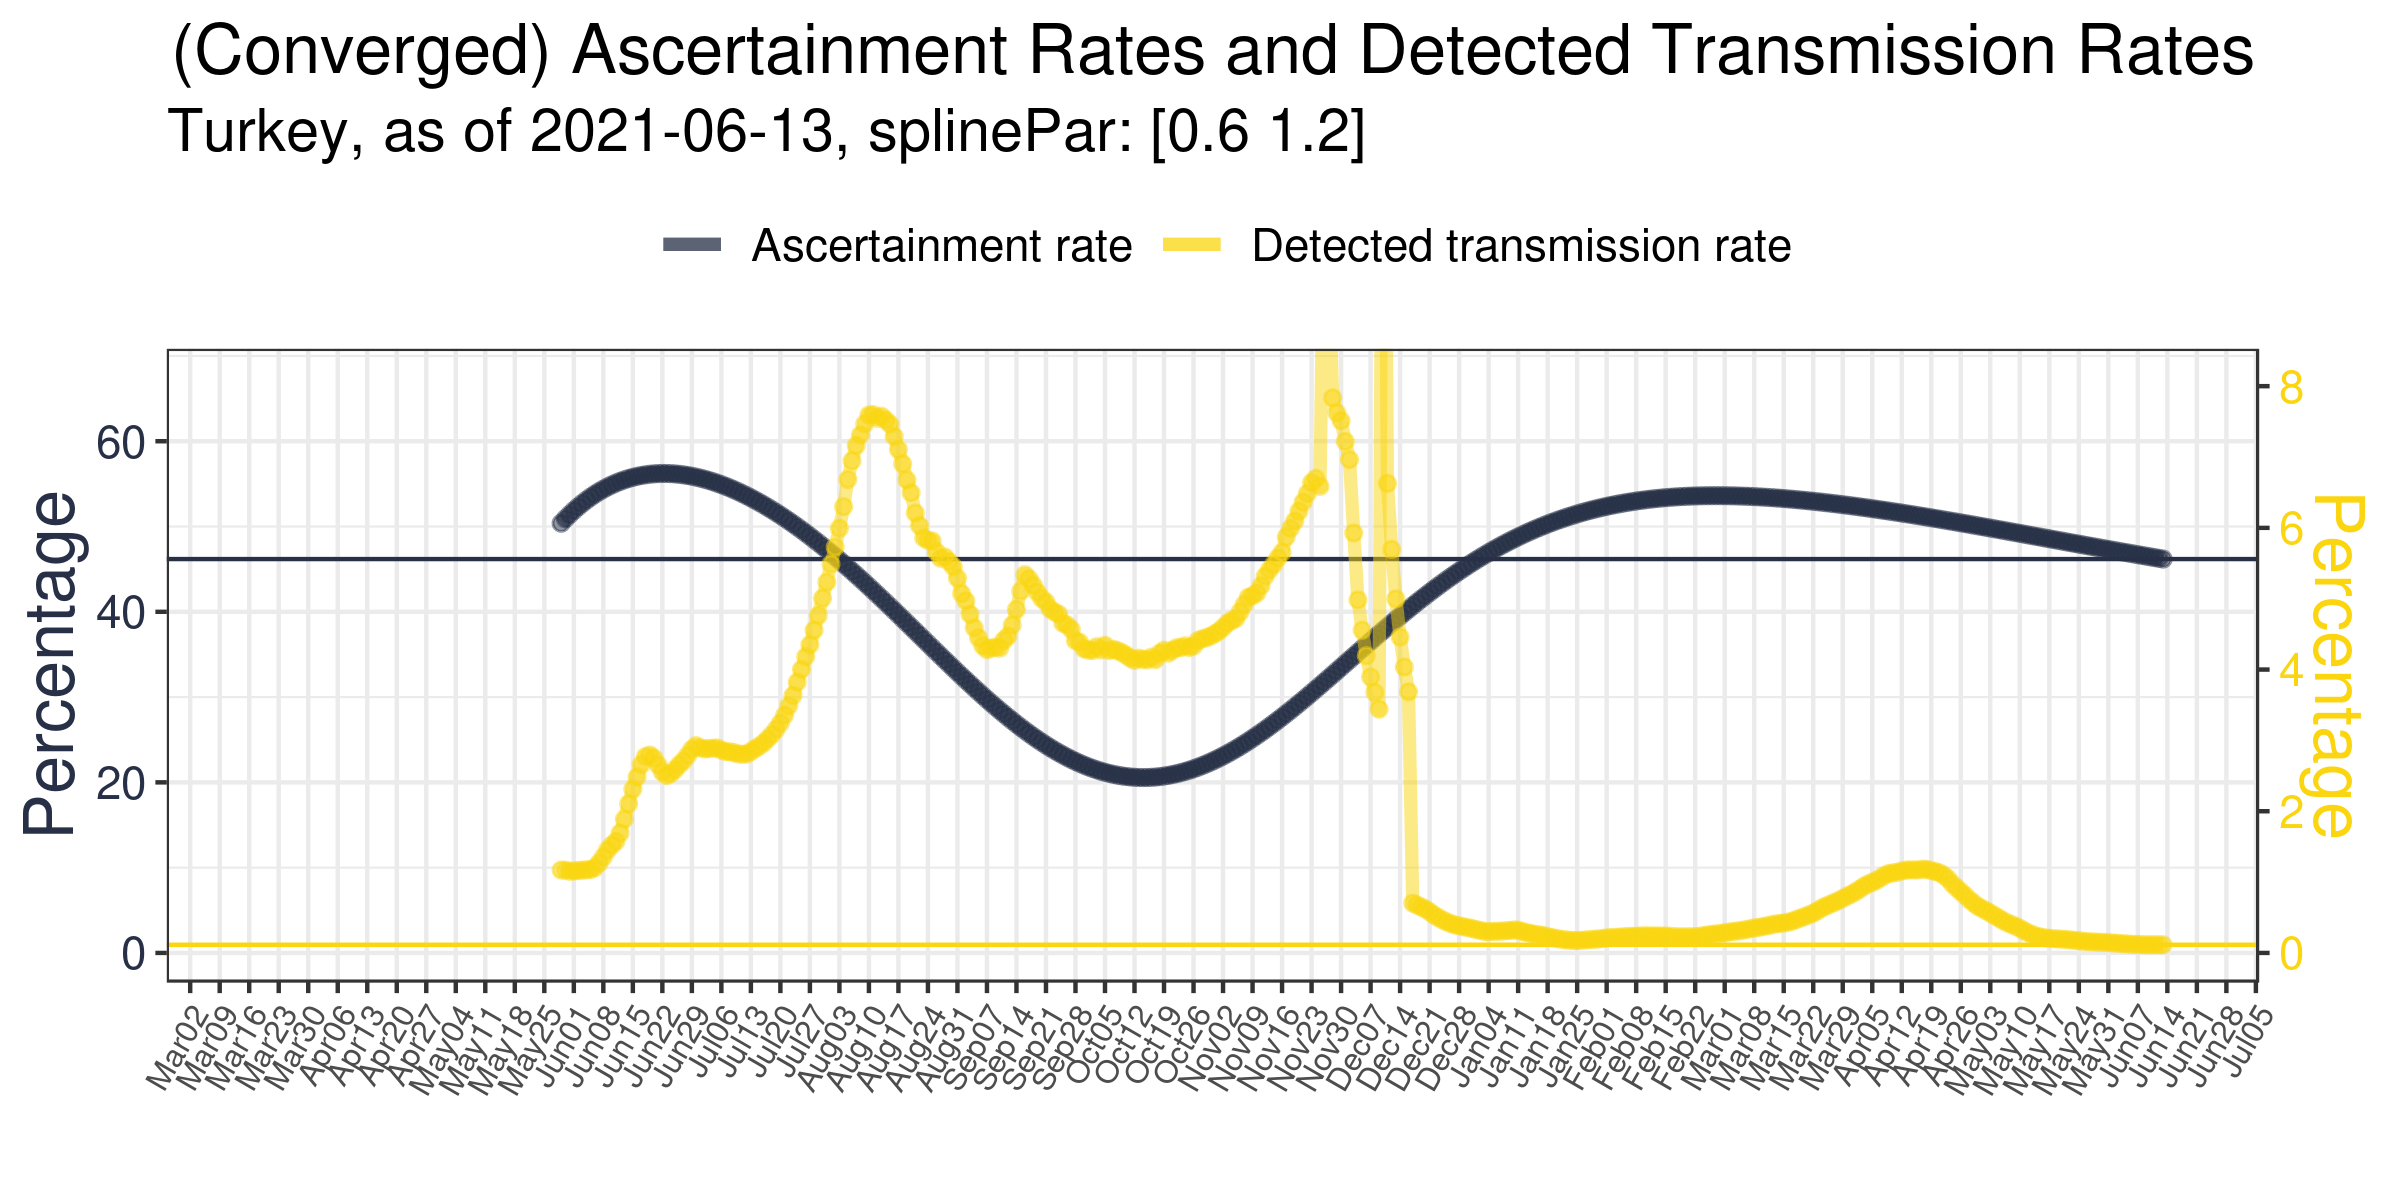 (Converged) Ascertainment Rates and Detected Transmission Rates
Turkey, as of 2021-06-13, splinePar: [0.6 1.2]
Ascertainment rate
Detected transmission rate
Percentage
60
40
20
0
8
6
4
2
0
Percentage
Mar02
Mar09
Mar16
Mar23
Mar30
Apr06
Apr13
Apr20
Apr27
May04
May11
May18
May25
Jun01
Jun08
Jun15
Jun22
Jun29
Jul06
Jul13
Jul20
Jul27
Aug03
Aug10
Aug17
Aug24
Aug31
Sep07
Sep14
Sep21
Sep28
Oct05
Oct12
Oct19
Oct26
Nov02
Nov09
Nov16
Nov23
Nov30
Dec07
Dec14
Dec21
Dec28
Jan04
Jan11
Jan18
Jan25
Feb01
Feb08
Feb15
Feb22
Mar01
Mar08
Mar15
Mar22
Mar29
Apr05
Apr12
Apr19
Apr26
May03
May10
May17
May24
May31
Jun07
Jun14
Jun21
Jun28
Jul05